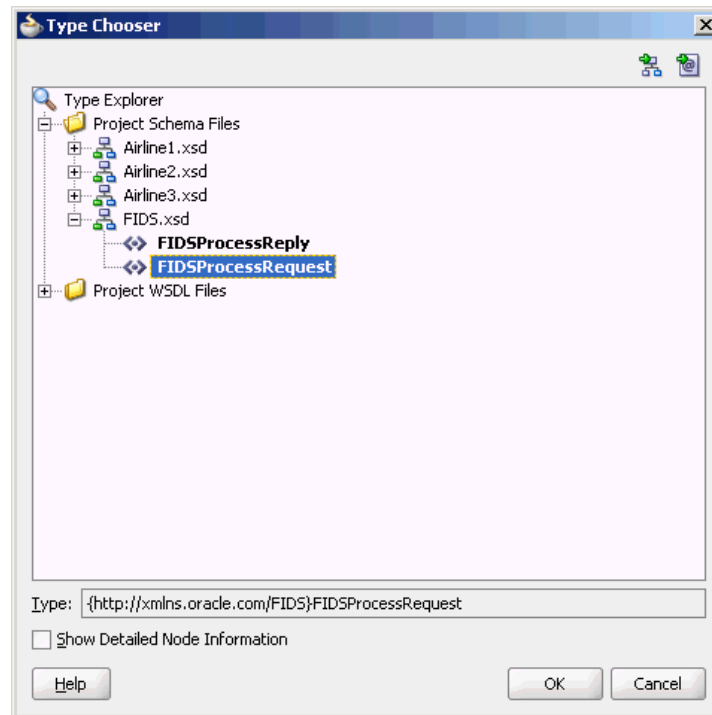 Type Chooser
Type Explorer
Project Schema Files
Airline1.xsd
Airline2.xsd
Airline3.xsd
FIDS.xsd
FIDSProcessReply
FIDSProcessRequest
Project WSDL Files
Type: {http://xmlns.oracle.com/FIDS}FIDSProcessRequest
Show Detailed Node Information
Help OK Cancel